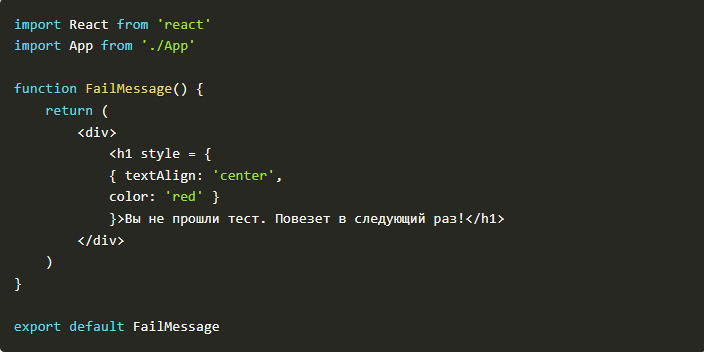 import React from 'react'
import App from './App'
function FailMessage() {
return (
<div>
<h1 style = {
{ textAlign: 'center',
color: 'red' }
}>Вы не прошли тест. Повезет в следующий раз!</h1>
</div>
)
}
export default FailMessage